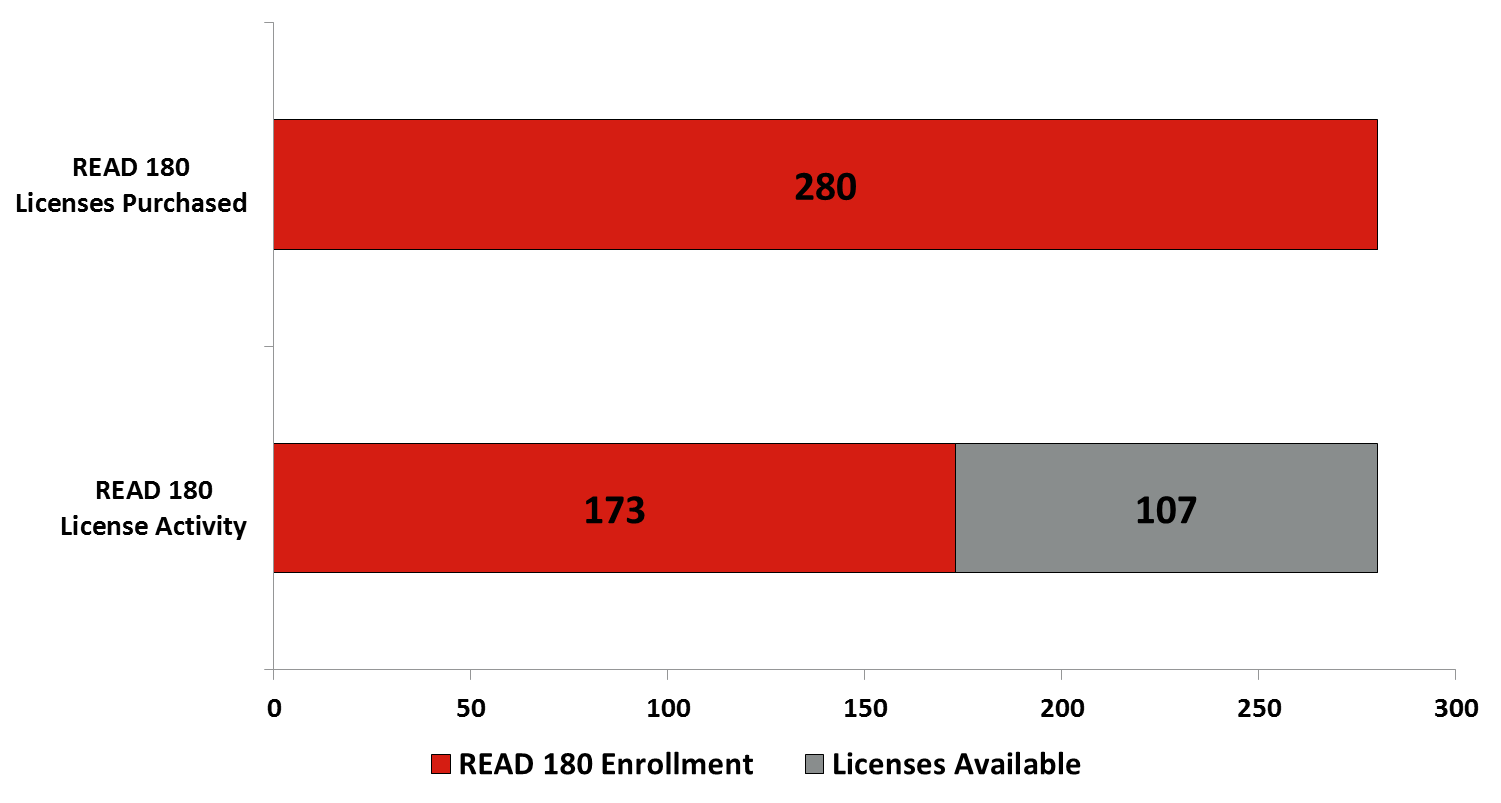 READ 180
Licenses Purchased
280
READ 180
License Activity
173
107
0 50 100 150 200 250 300
READ 180 Enrollment Licenses Available